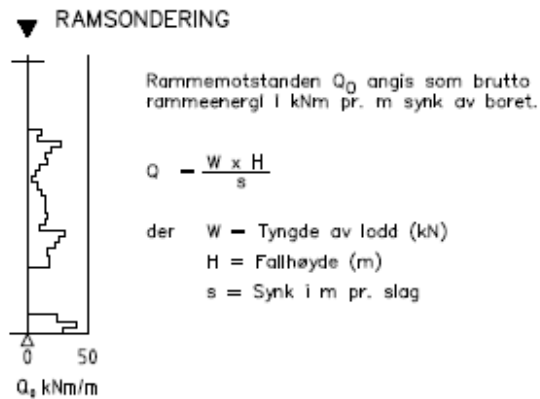 RAMSONDERING
Rammemotstanden Q0 angis som brutto
rammeenergi i kNm pr. m synk av boret.
Q = W x H
s
der W = Tyngde av lodd (kN)
H = Fallhøyde (m)
s = Synk i m pr. slag
0 50
Q0 kNm/m